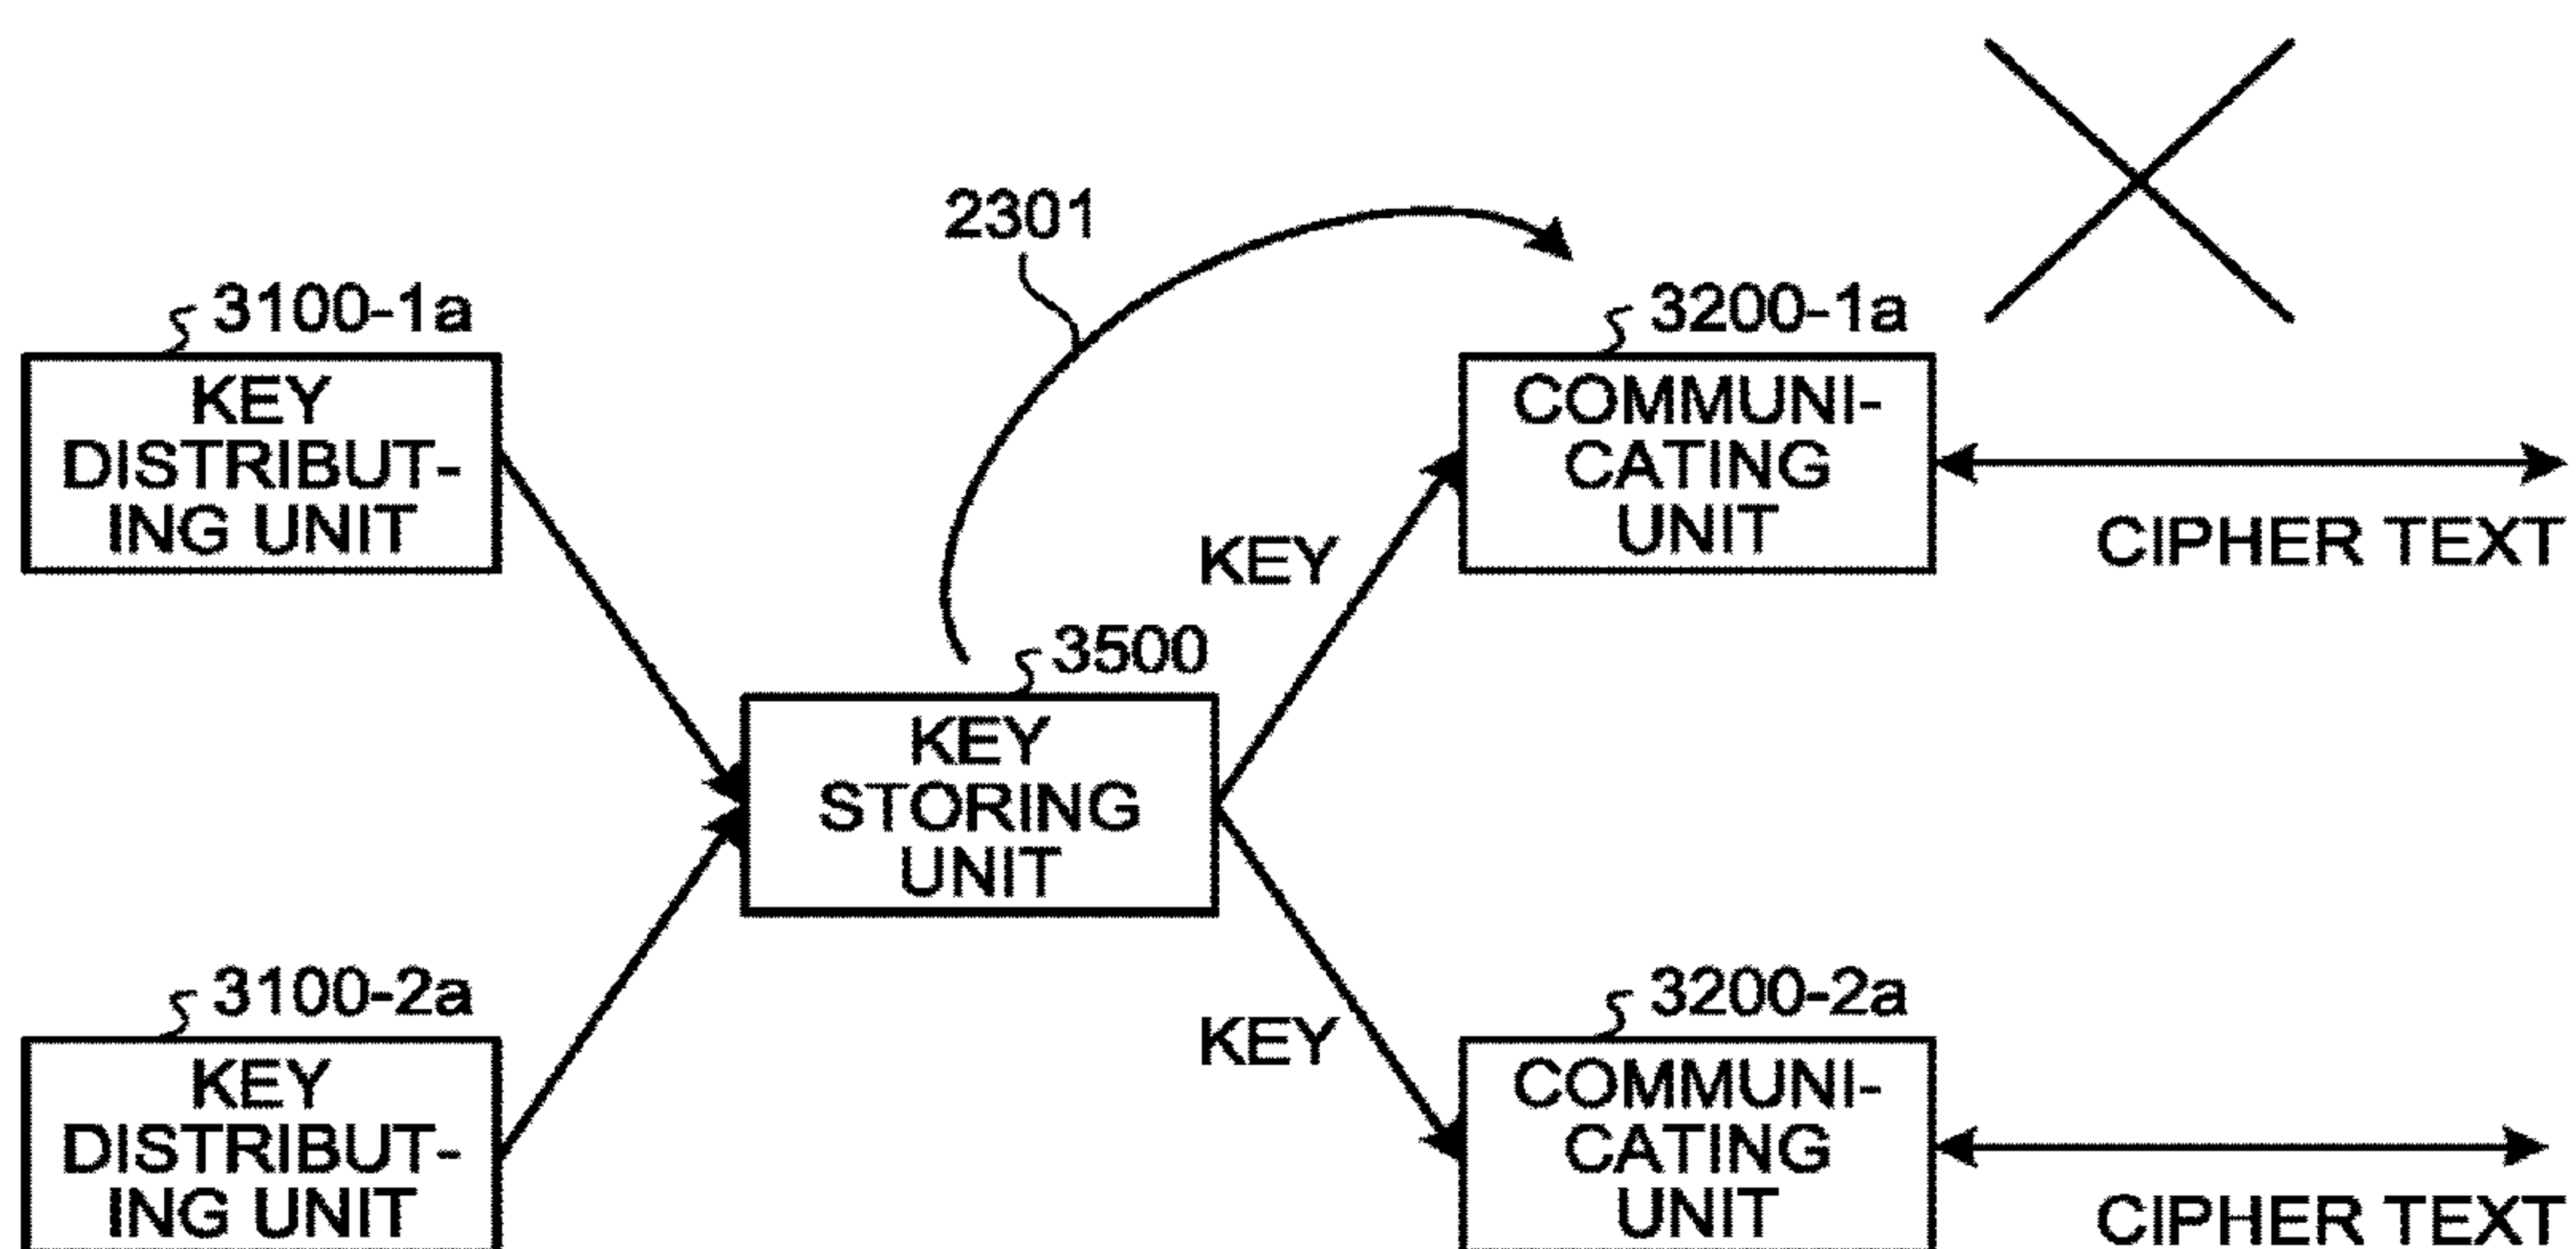 2301
3100-1a
KEY
DISTRIBUT-
ING UNIT
3200-1a
COMMUNI-
CATING
UNIT
CIPHER TEXT
KEY
3500
KEY
STORING
UNIT
3100-2a
KEY
DISTRIBUT-
ING UNIT
KEY
3200-2a
COMMUNI-
CATING
UNIT
CIPHER TEXT